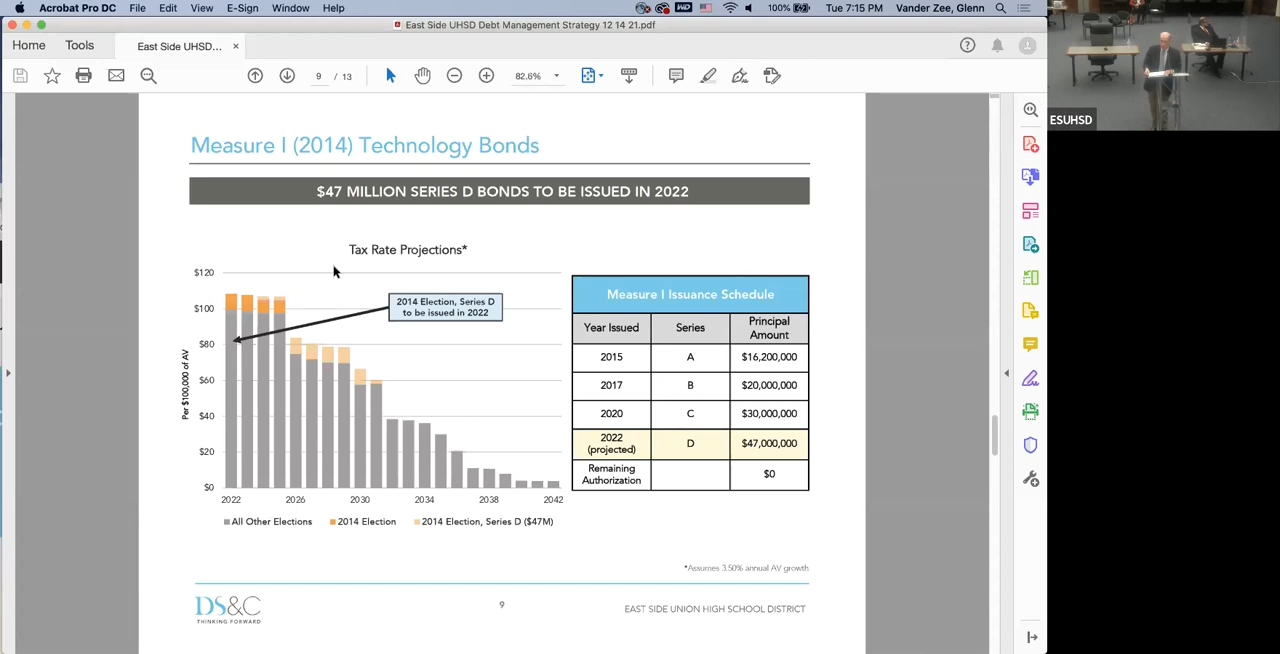 Acrobat Pro DC File Edit View E-Sign Window Help 100% Tue 7:15 PM Vander Zee, Glenn
East Side UHSD Debt Management Strategy 12 14 21.pdf
Home Tools East Side UHSD... ×
9 / 13 82.6%
ESUHSD
Measure I (2014) Technology Bonds
$47 MILLION SERIES D BONDS TO BE ISSUED IN 2022
Tax Rate Projections*
Per $100,000 of AV
$120
$100
$80
$60
$40
$20
$0
2014 Election, Series D
to be issued in 2022
2022 2026 2030 2034 2038 2042
All Other Elections 2014 Election 2014 Election, Series D ($47M)
Measure I Issuance Schedule
Year Issued Series Principal Amount
2015 A $16,200,000
2017 B $20,000,000
2020 C $30,000,000
2022 (projected) D $47,000,000
Remaining Authorization $0
*Assumes 3.50% annual AV growth
DS&C
THINKING FORWARD
9
EAST SIDE UNION HIGH SCHOOL DISTRICT